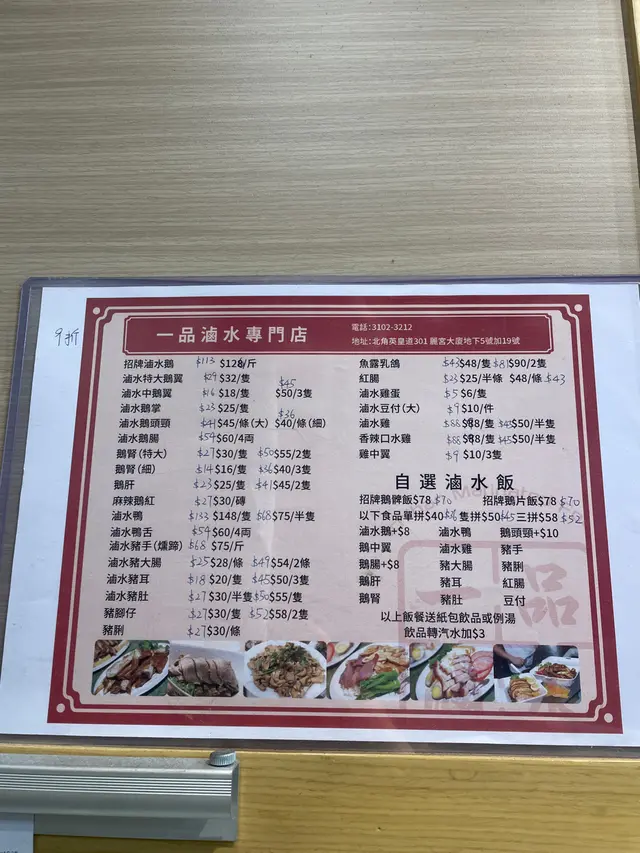 9折
一品滷水專門店
電話:3102-3212
地址:北角英皇道301 麗宮大廈地下5號加19號
招牌滷水鵝 $113 $128/斤
滷水特大鵝翼 $29 $32/隻
滷水中鵝翼 $16 $18/隻 $45 $50/3隻
滷水鵝掌 $23 $25/隻
滷水鵝頭頸 $41 $45/隻(大) $36 $40/條(細)
滷水鵝腸 $54 $60/4両
鵝腎(特大) $27 $30/隻 $50 $55/2隻
鵝腎(細) $14 $16/隻 $36 $40/3隻
鵝肝 $23 $25/隻 $41 $45/2隻
麻辣鵝紅 $27 $30/磚
滷水鴨 $133 $148/隻 $68 $75/半隻
滷水鴨舌 $54 $60/4両
滷水豬手(燻蹄) $68 $75/斤
滷水豬大腸 $25 $28/條 $49 $54/2條
滷水豬耳 $18 $20/隻 $45 $50/3隻
滷水豬肚 $27 $30/半隻 $50 $55/隻
豬腳仔 $27 $30/隻 $52 $58/2隻
豬脷 $27 $30/條
魚露乳鴿 $43 $48/隻 $81 $90/2隻
紅腸 $23 $25/半條 $48/條 $43
滷水雞蛋 $5 $6/隻
滷水豆付(大) $9 $10/件
滷水雞 $88 $98/隻 $45 $50/半隻
香辣口水雞 $88 $98/隻 $45 $50/半隻
雞中翼 $9 $10/3隻
自選滷水飯
招牌鵝髀飯$78 $70 招牌鵝片飯$78 $70
以下食品單拼$40 $36 隻拼$50 $45 三拼$58 $52
滷水鵝+$8 滷水鴨 鵝頭頸+$10
鵝中翼 滷水雞 豬手
鵝腸+$8 豬大腸 豬脷
鵝肝 豬耳 紅腸
鵝腎 豬肚 豆付
以上飯餐送紙包飲品或例湯
飲品轉汽水加$3